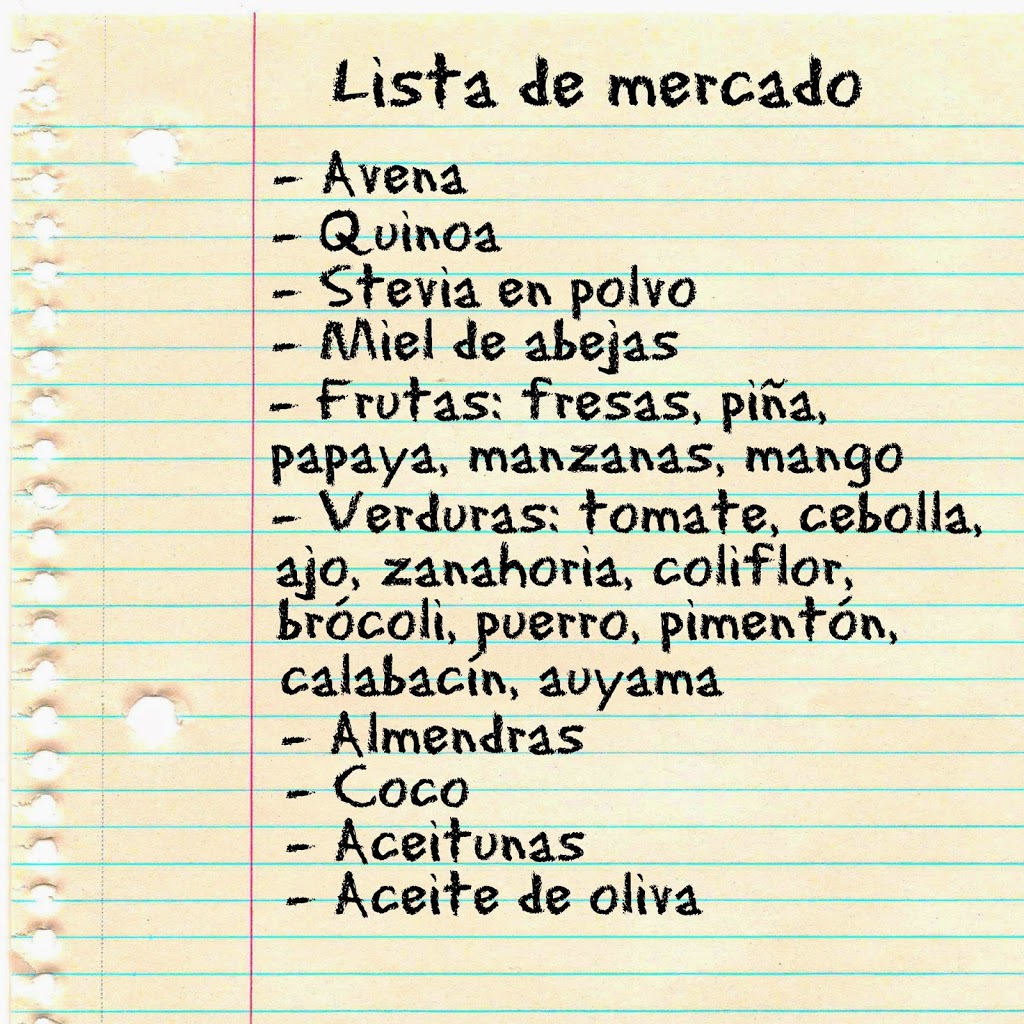 Lista de mercado
- Avena
- Quinoa
- Stevia en polvo
- Miel de abejas
- Frutas: fresas, piña,
papaya, manzanas, mango
- Verduras: tomate, cebolla,
ajo, zanahoria, coliflor,
brócoli, puerro, pimentón,
calabacín, auyama
- Almendras
- Coco
- Aceitunas
- Aceite de oliva